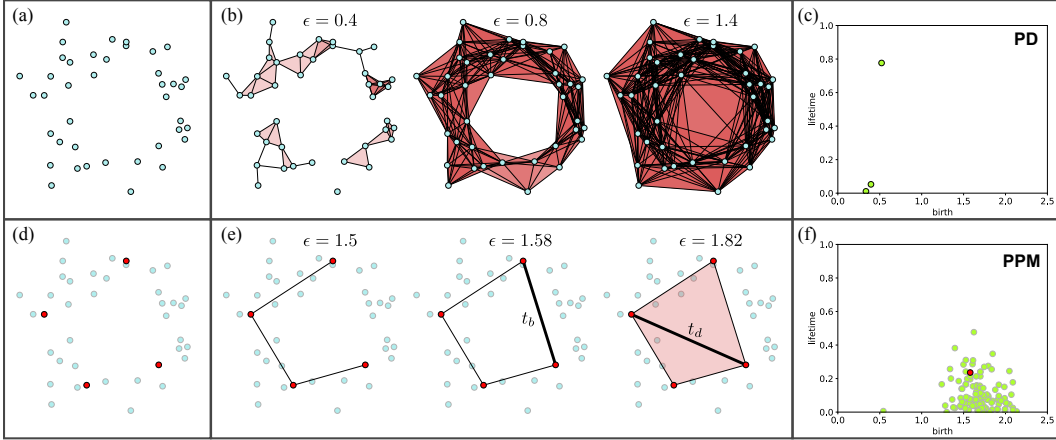 (a)
(b)
ϵ = 0.4
ϵ = 0.8
ϵ = 1.4
(c)
PD
lifetime
1.0
0.8
0.6
0.4
0.2
0.0
0.0 0.5 1.0 1.5 2.0 2.5
birth
(d)
(e)
ϵ = 1.5
ϵ = 1.58
t_b
ϵ = 1.82
t_d
(f)
PPM
lifetime
1.0
0.8
0.6
0.4
0.2
0.0
0.0 0.5 1.0 1.5 2.0 2.5
birth